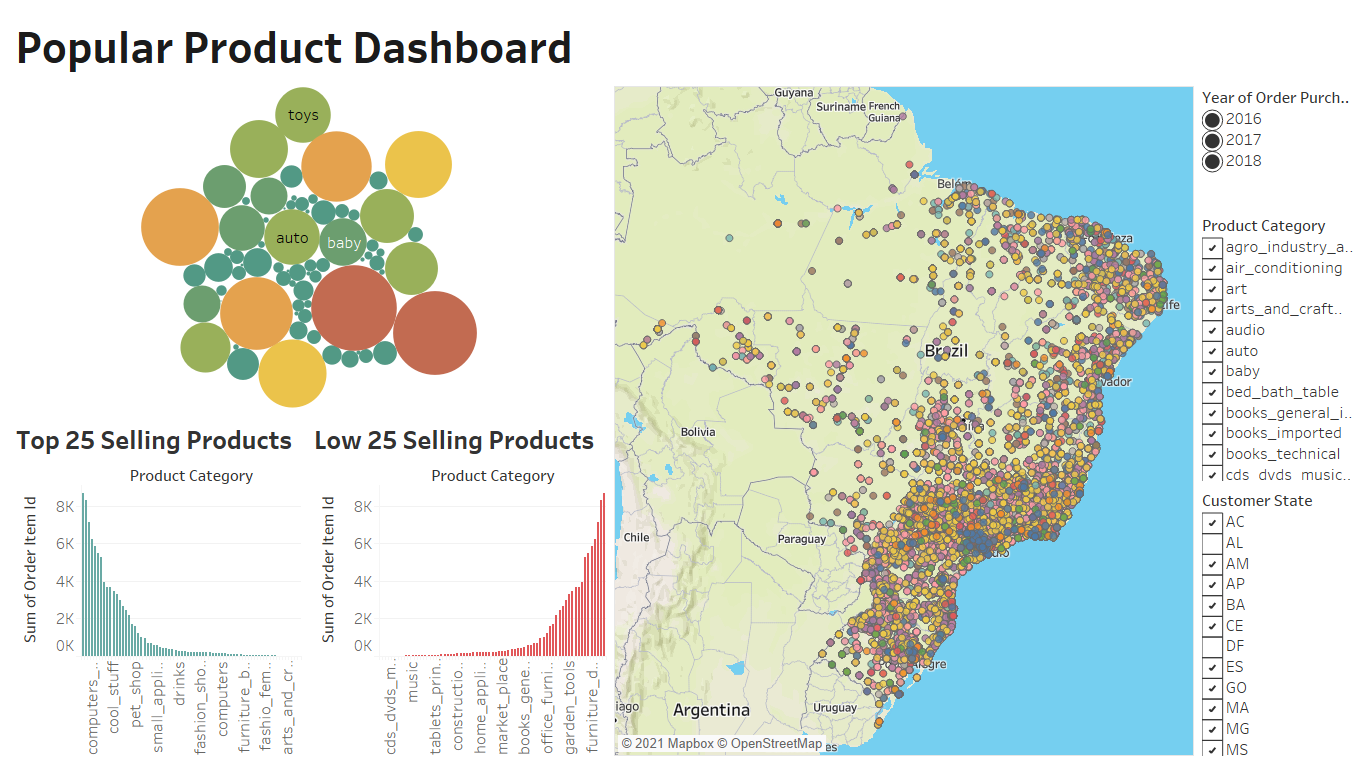 Popular Product Dashboard
toys
auto
baby
Top 25 Selling Products
Product Category
Sum of Order Item Id
8K
6K
4K
2K
0K
computers_..
cool_stuff
pet_shop
small_appli..
drinks
fashion_sho..
computers
furniture_b..
fashio_fem..
arts_and_cr..
Low 25 Selling Products
Product Category
Sum of Order Item Id
8K
6K
4K
2K
0K
cds_dvds_m..
music
tablets_prin..
constructio..
home_appli..
market_place
books_gene..
office_furni..
garden_tools
furniture_d..
Guyana
Suriname
French
Guiana
Brazil
Bolivia
Paraguay
Chile
Argentina
Uruguay
© 2021 Mapbox © OpenStreetMap
Year of Order Purch..
2016
2017
2018
Product Category
agro_industry_a..
air_conditioning
art
arts_and_craft..
audio
auto
baby
bed_bath_table
books_general_i..
books_imported
books_technical
cds_dvds_music..
Customer State
AC
AL
AM
AP
BA
CE
DF
ES
GO
MA
MG
MS